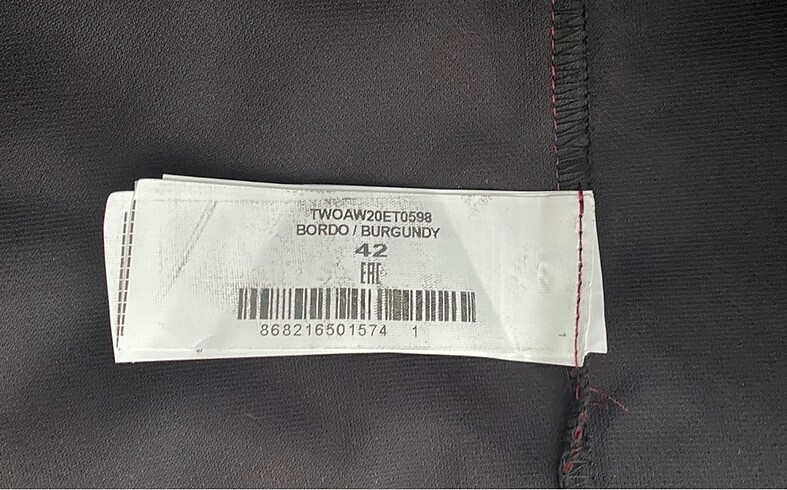 TWOAW20ET0598
BORDO / BURGUNDY
42
EAC
868216501574 1